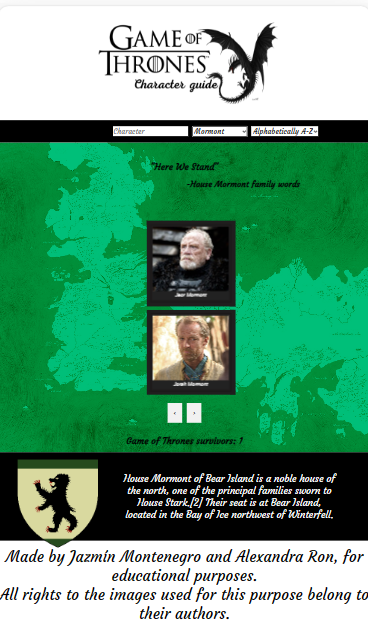 GAME OF
THRONES
Character guide
Character Mormont Alphabetically A-Z
"Here We Stand"
-House Mormont family words
Jeor Mormont
Jorah Mormont
‹ ›
Game of Thrones survivors: 1
House Mormont of Bear Island is a noble house of
the north, one of the principal families sworn to
House Stark.[2] Their seat is at Bear Island,
located in the Bay of Ice northwest of Winterfell.
Made by Jazmín Montenegro and Alexandra Ron, for
educational purposes.
All rights to the images used for this purpose belong to
their authors.